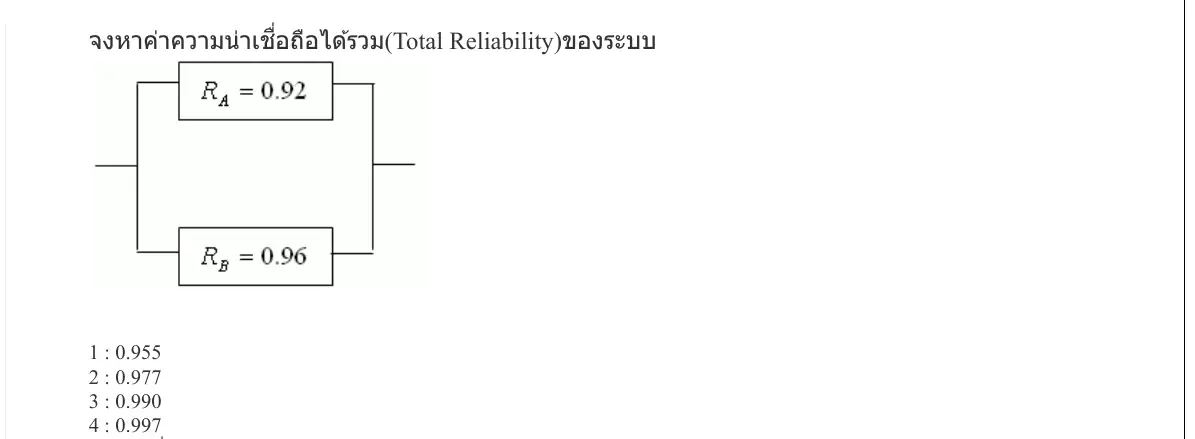 จงหาค่าความน่าเชื่อถือได้รวม(Total Reliability)ของระบบ
R_A = 0.92
R_B = 0.96
1 : 0.955
2 : 0.977
3 : 0.990
4 : 0.997